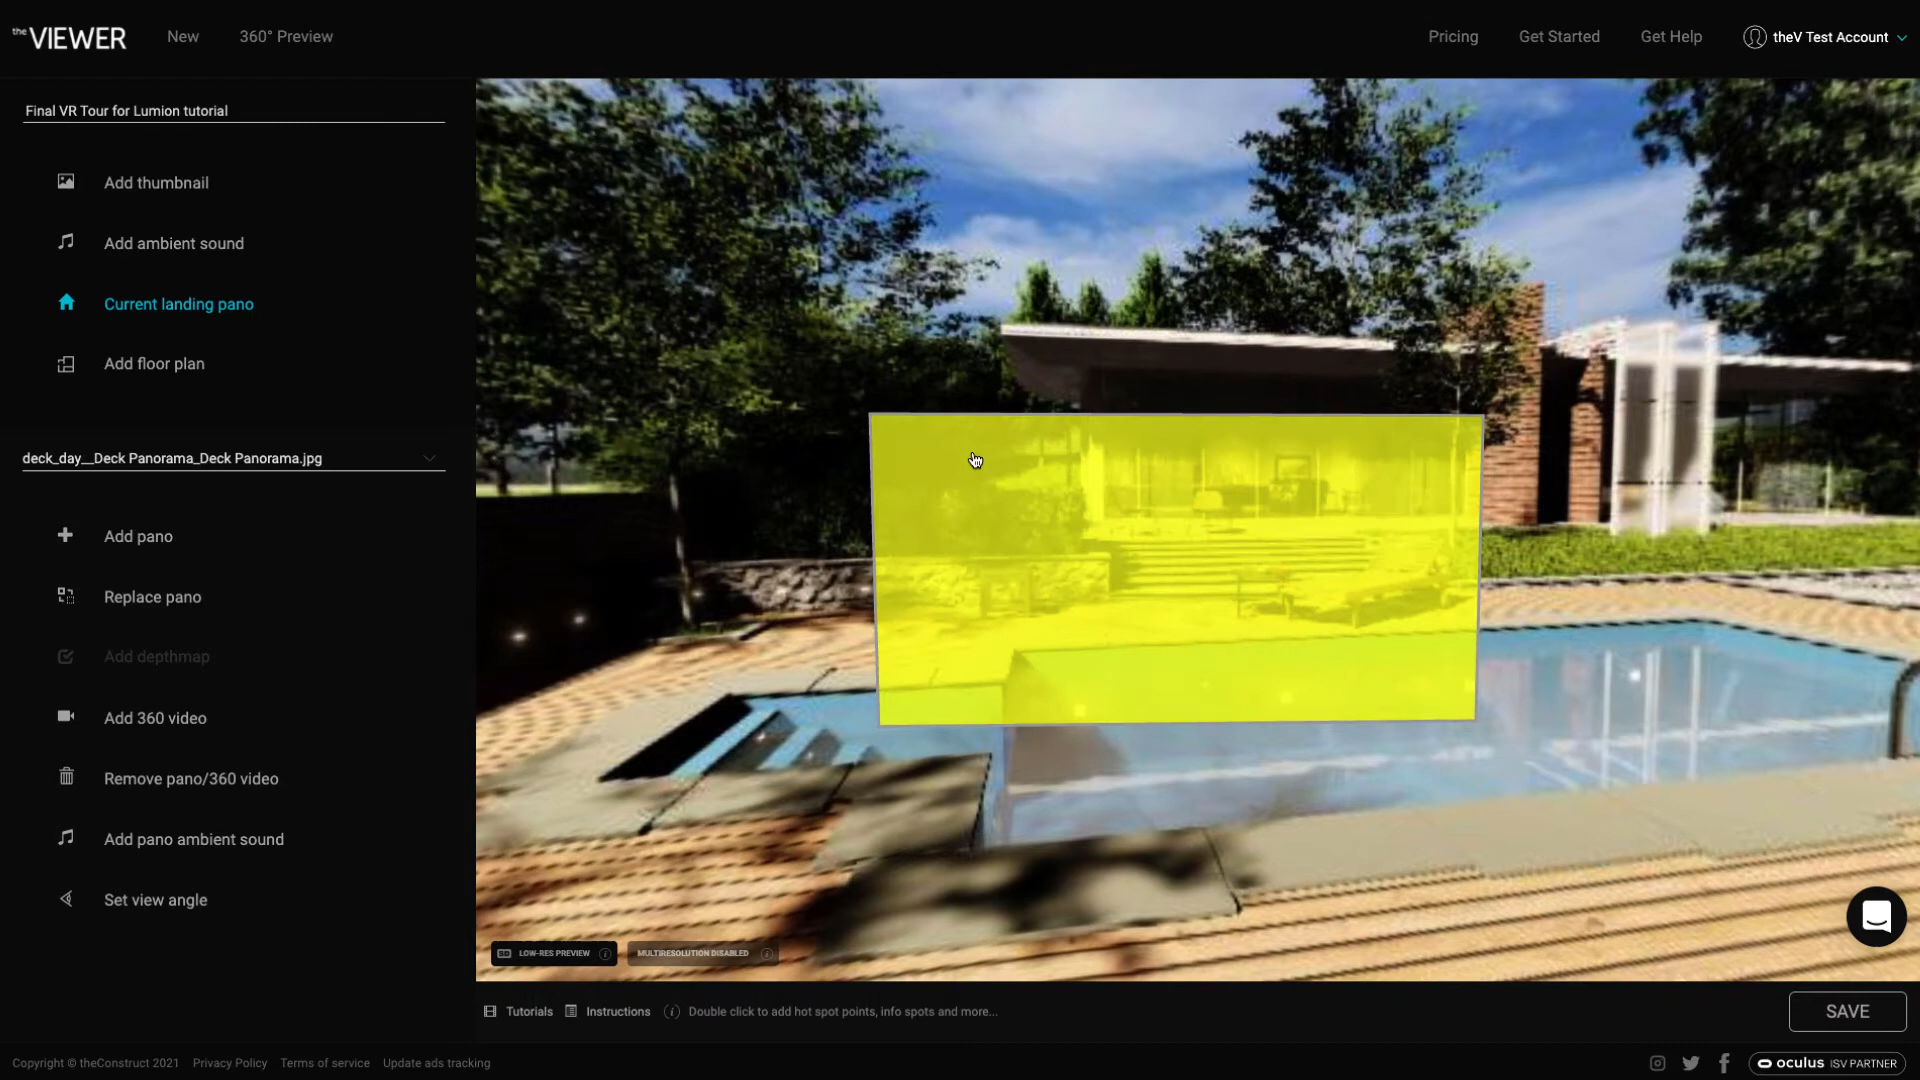 the VIEWER
New
360° Preview
Pricing
Get Started
Get Help
theV Test Account
Final VR Tour for Lumion tutorial
Add thumbnail
Add ambient sound
Current landing pano
Add floor plan
deck_day__Deck Panorama_Deck Panorama.jpg
Add pano
Replace pano
Add depthmap
Add 360 video
Remove pano/360 video
Add pano ambient sound
Set view angle
SD LOW-RES PREVIEW i
MULTIRESOLUTION DISABLED i
Tutorials
Instructions
i Double click to add hot spot points, info spots and more...
SAVE
Copyright © theConstruct 2021
Privacy Policy
Terms of service
Update ads tracking
oculus ISV PARTNER